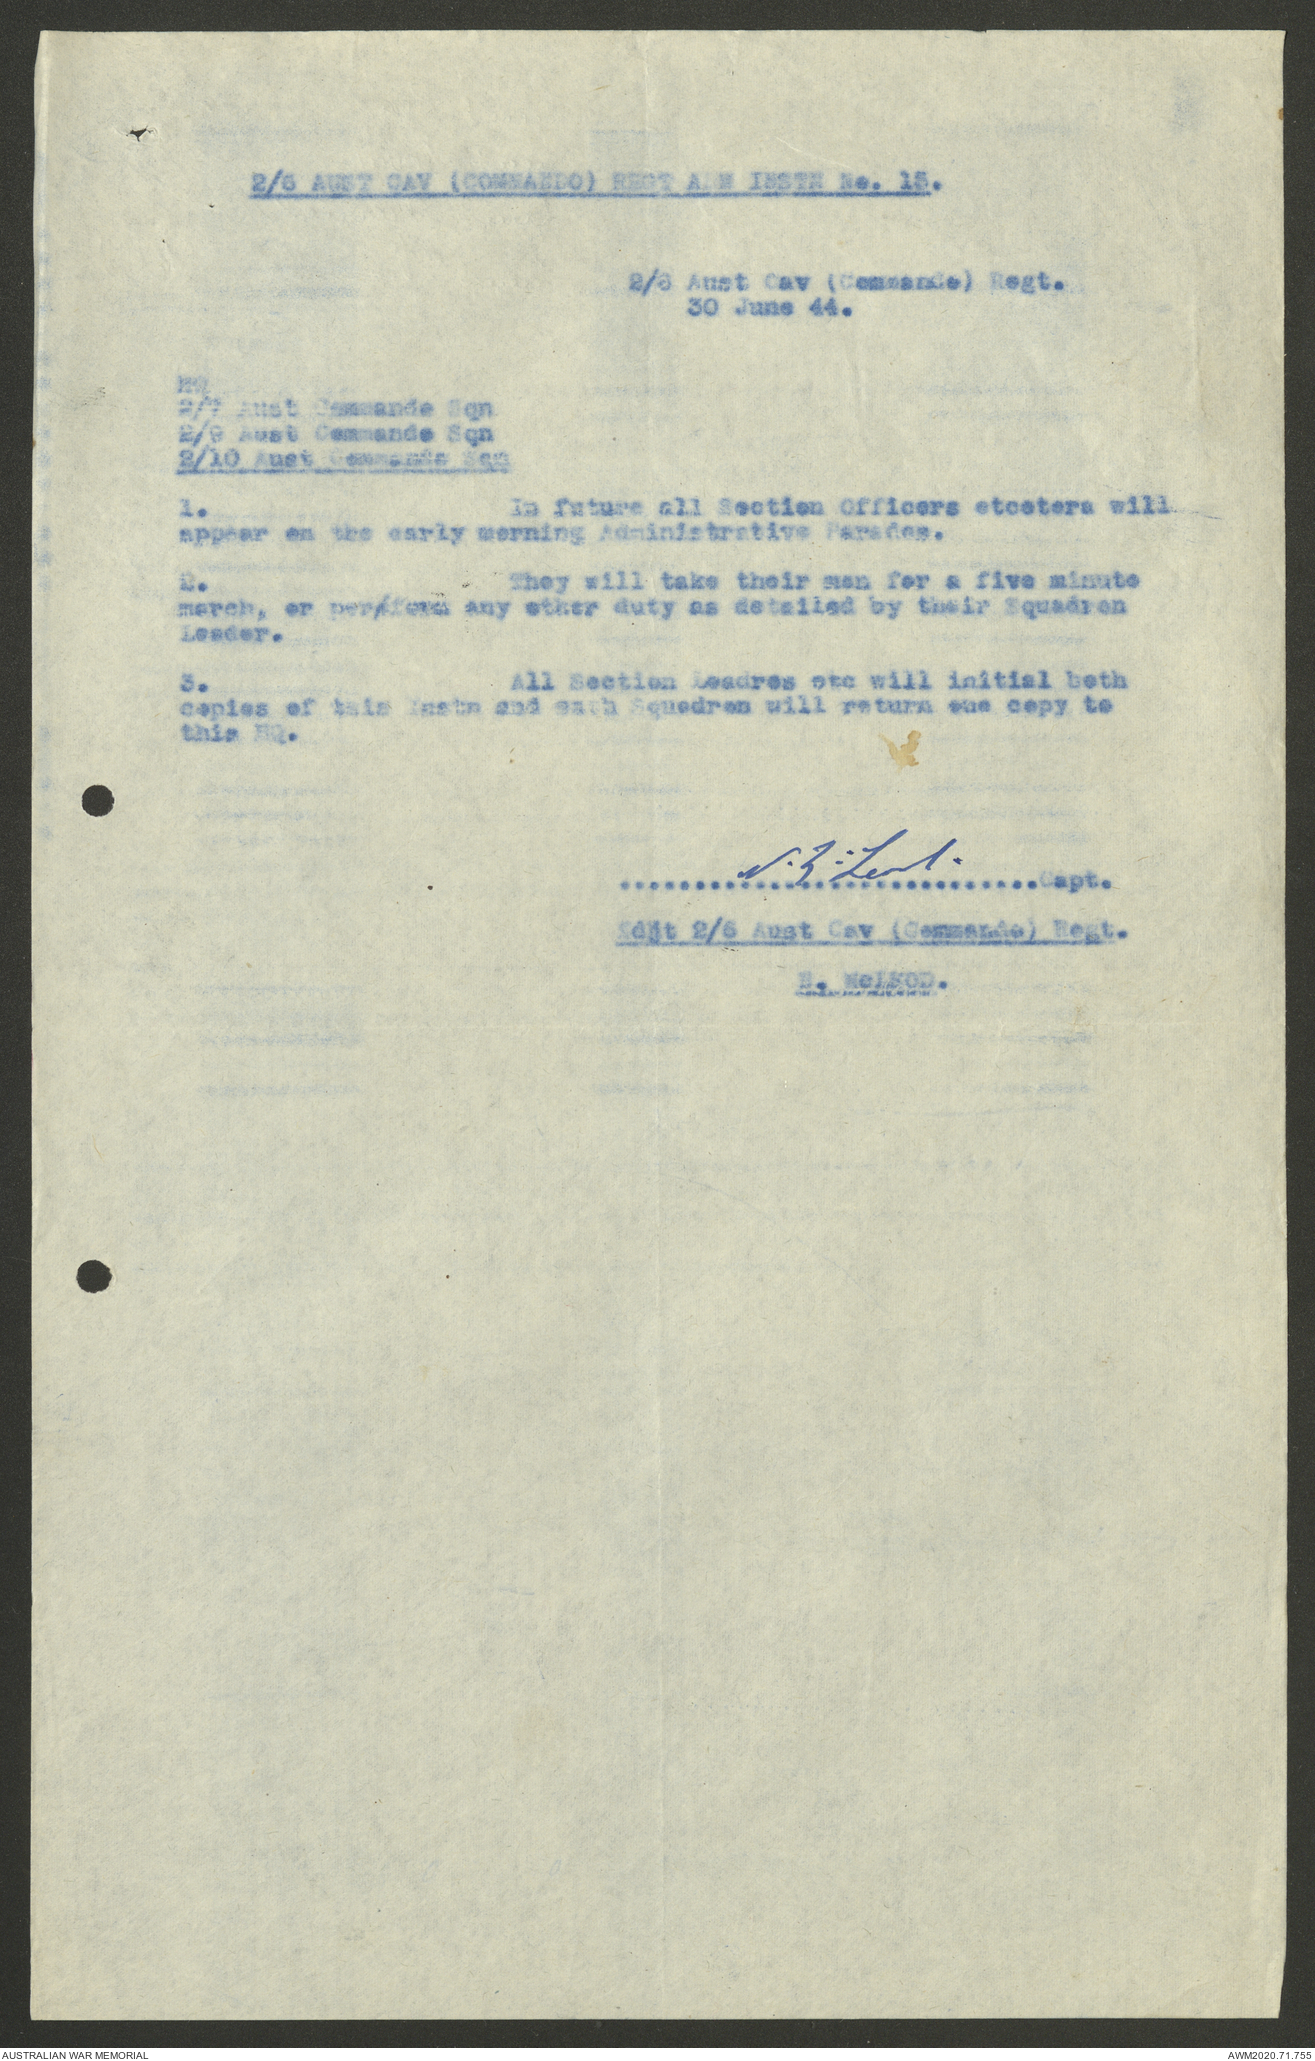 2/6 AUST CAV (COMMANDO) REGT ADM INSTN No. 15.
2/6 Aust Cav (Commando) Regt.
30 June 44.
HQ
2/7 Aust Commando Sqn
2/9 Aust Commando Sqn
2/10 Aust Commando Sqn
1. In future all Section Officers etcetera will
appear on the early morning Administrative Parades.
2. They will take their men for a five minute
march, or perform any other duty as detailed by their Squadron
Leader.
3. All Section Leadres etc will initial both
copies of this Instn and each Squadron will return one copy to
this HQ.
..............................Capt.
Adjt 2/6 Aust Cav (Commando) Regt.
N. McLEOD.
AUSTRALIAN WAR MEMORIAL
AWM2020.71.755